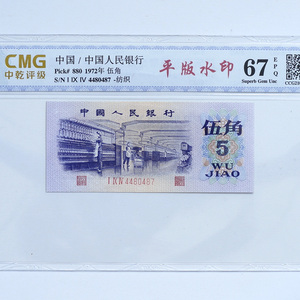 CMG
中乾评级
中国 / 中国人民银行
Pick# 880 1972年 伍角
S/N I IX IV 4480487 -纺织
平版水印
67
EPQ
Superb Gem Unc
中国人民银行
伍角
5
WU
JIAO
I IX IV 4480487